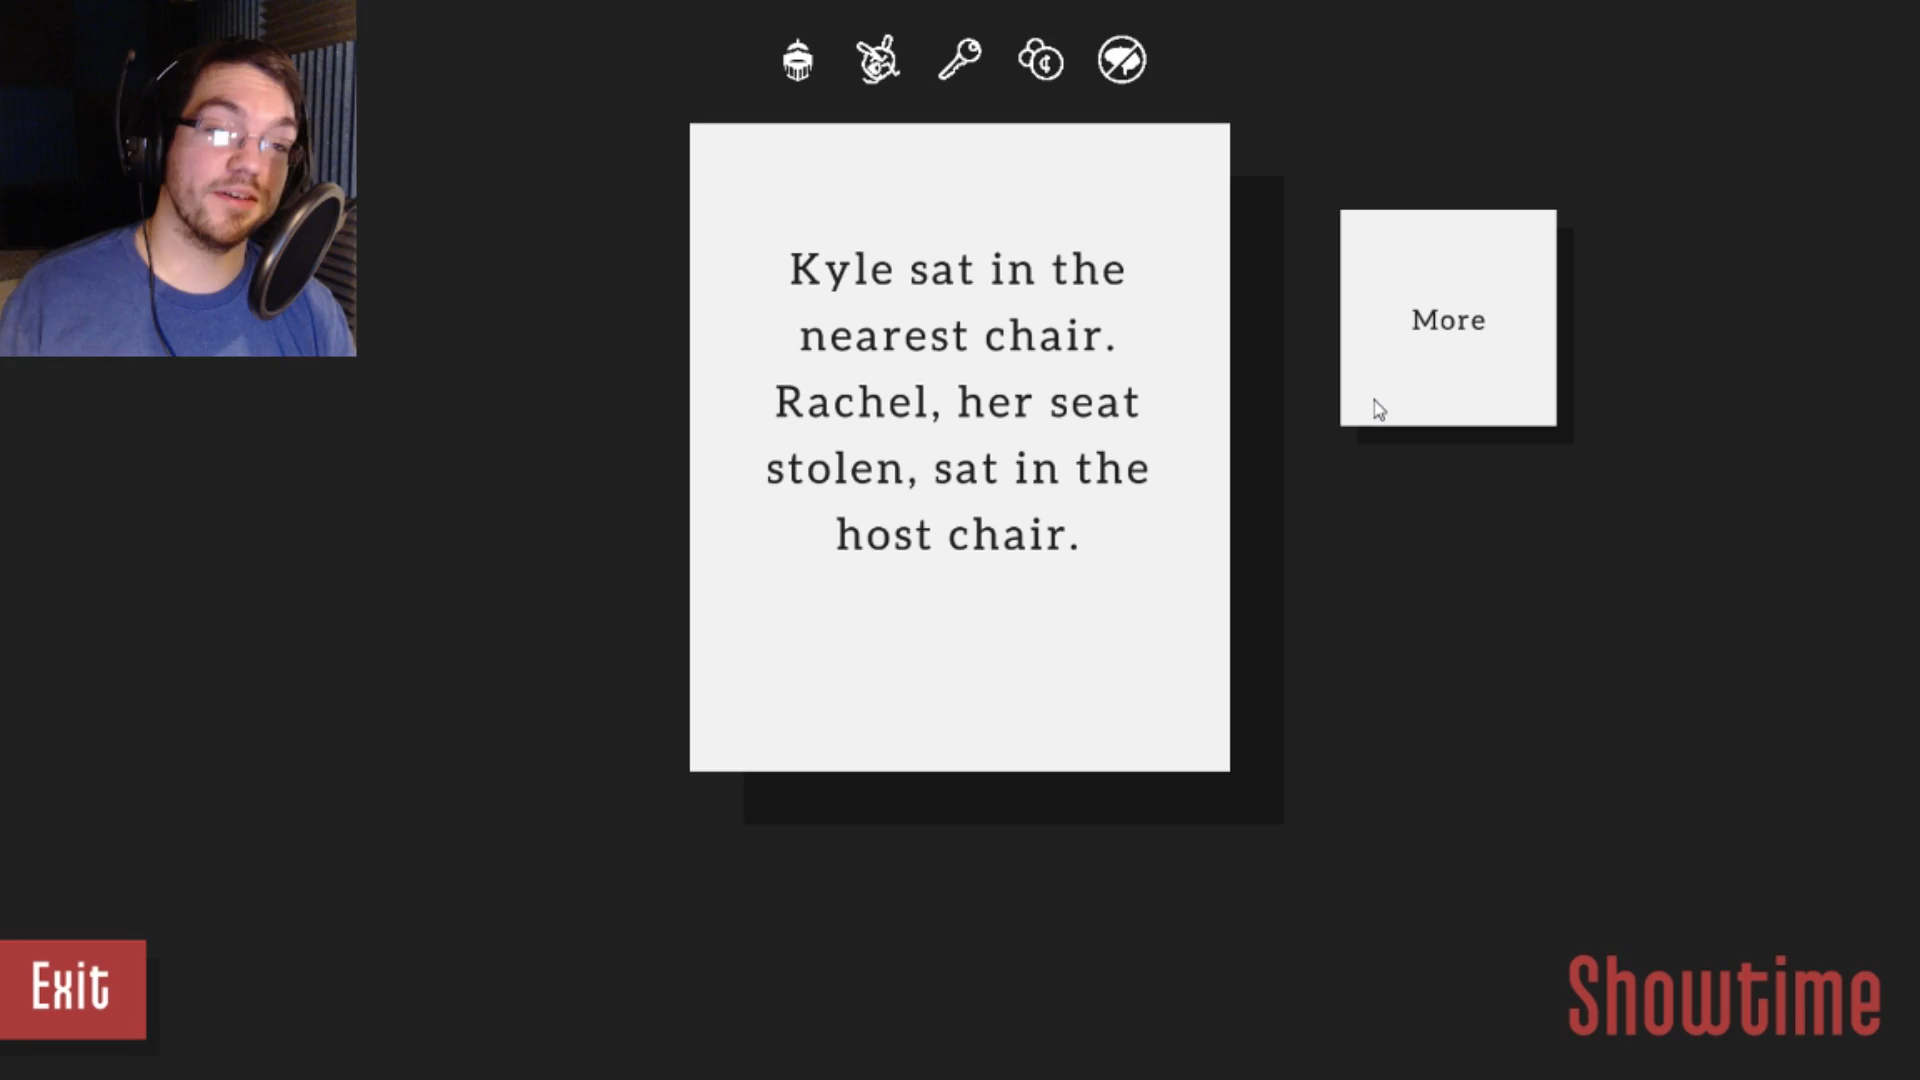 Kyle sat in the
nearest chair.
Rachel, her seat
stolen, sat in the
host chair.
More
Exit
Showtime